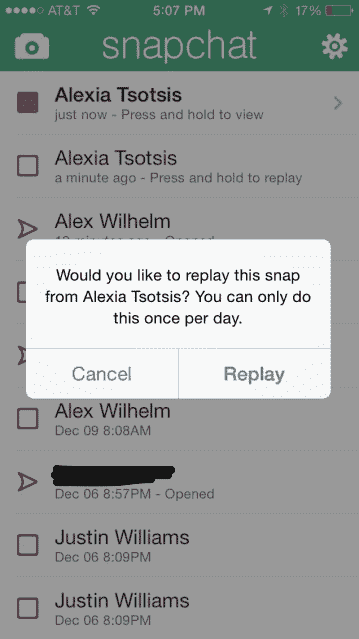 AT&T 5:07 PM 17%
snapchat
Alexia Tsotsis
just now - Press and hold to view
Alexia Tsotsis
a minute ago - Press and hold to replay
Alex Wilhelm
Would you like to replay this snap
from Alexia Tsotsis? You can only do
this once per day.
Cancel Replay
Alex Wilhelm
Dec 09 8:08AM
Dec 06 8:57PM - Opened
Justin Williams
Dec 06 8:09PM
Justin Williams
Dec 06 8:09PM